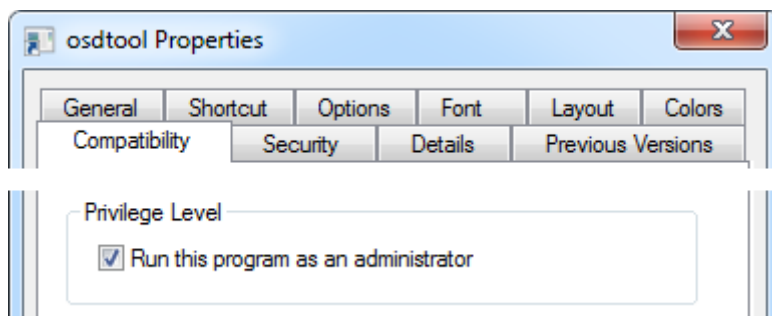 osdtool Properties
General Shortcut Options Font Layout Colors
Compatibility Security Details Previous Versions
Privilege Level
Run this program as an administrator